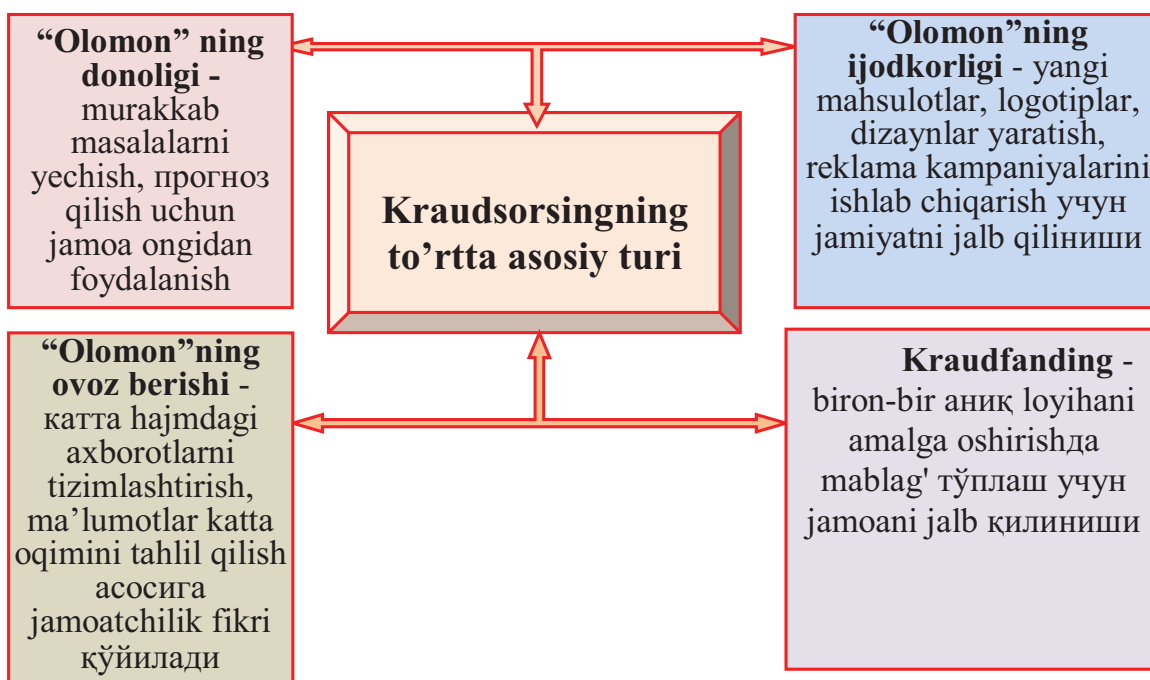 “Olomon” ning
donoligi -
murakkab
masalalarni
yechish, прогноз
qilish uchun
jamoa ongidan
foydalanish
“Olomon”ning
ijodkorligi - yangi
mahsulotlar, logotiplar,
dizaynlar yaratish,
reklama kampaniyalarini
ishlab chiqarish учун
jamiyatni jalb qiliниши
Kraudsorsingning
to’rtta asosiy turi
“Olomon”ning
ovoz berishi -
катта hajmdagi
axborotlarni
tizimlashtirish,
ma’lumotlar katta
oqimini tahlil qilish
асосига
jamoatchilik fikri
қўйилади
Kraudfanding -
biron-bir аниқ loyihani
amalga oshirishда
mablag' тўплаш учун
jamoani jalb қилиниши